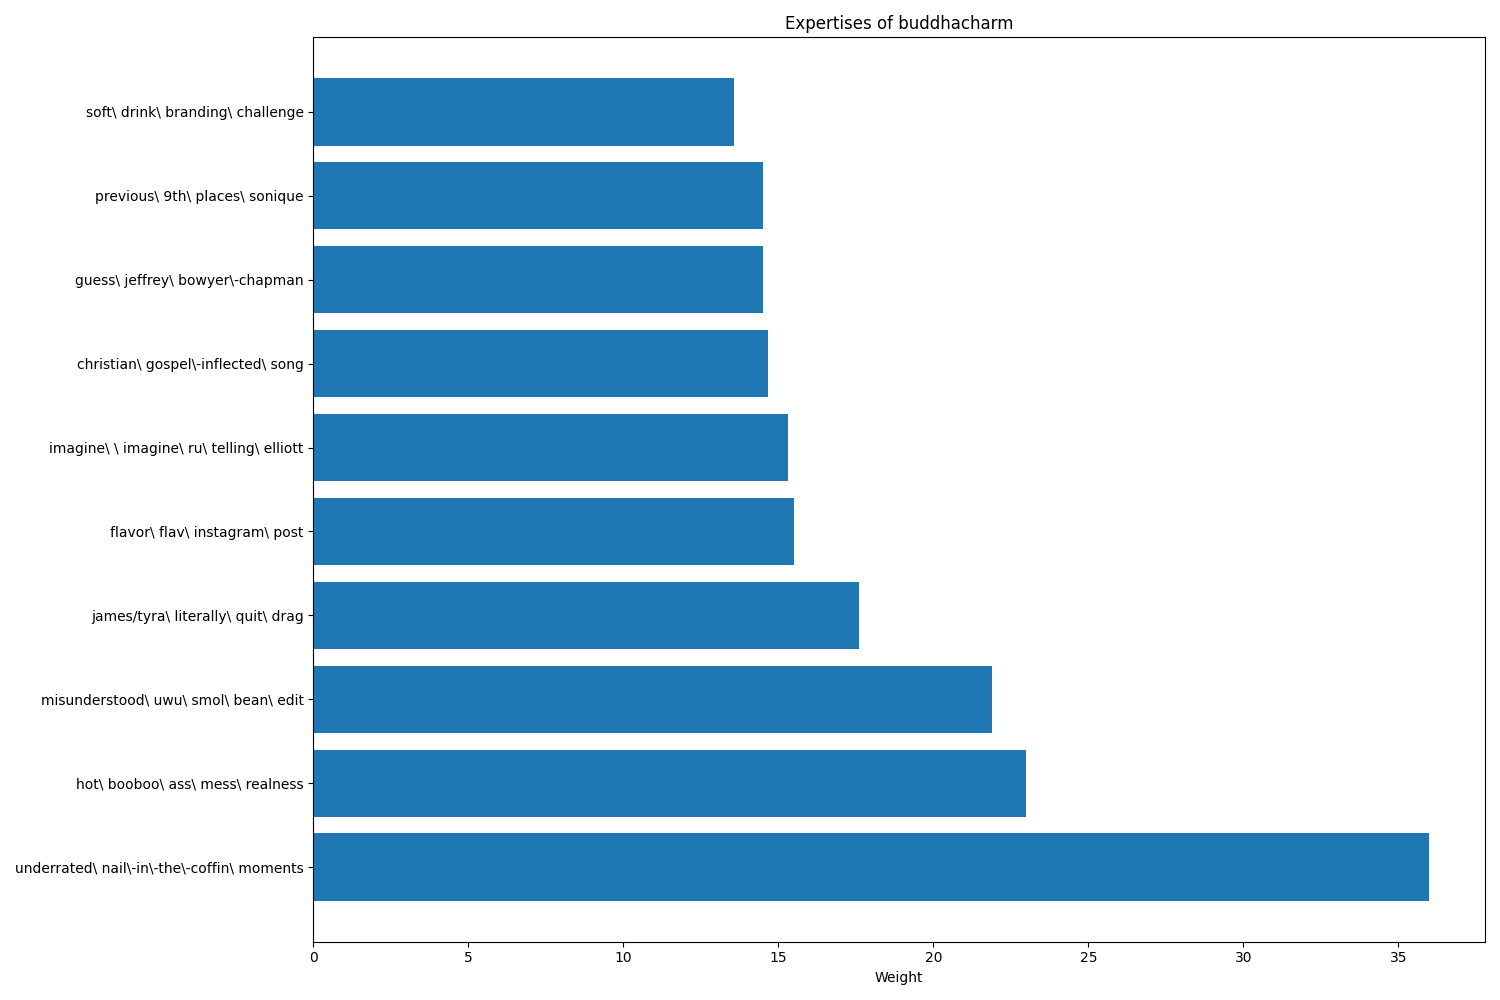 Expertises of buddhacharm
soft\ drink\ branding\ challenge
previous\ 9th\ places\ sonique
guess\ jeffrey\ bowyer\-chapman
christian\ gospel\-inflected\ song
imagine\ \ imagine\ ru\ telling\ elliott
flavor\ flav\ instagram\ post
james/tyra\ literally\ quit\ drag
misunderstood\ uwu\ smol\ bean\ edit
hot\ booboo\ ass\ mess\ realness
underrated\ nail\-in\-the\-coffin\ moments
0 5 10 15 20 25 30 35
Weight